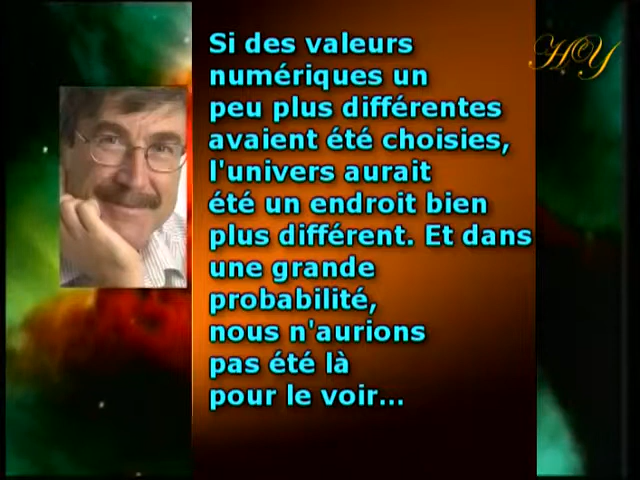 Si des valeurs
numériques un
peu plus différentes
avaient été choisies,
l'univers aurait
été un endroit bien
plus différent. Et dans
une grande
probabilité,
nous n'aurions
pas été là
pour le voir...
HY